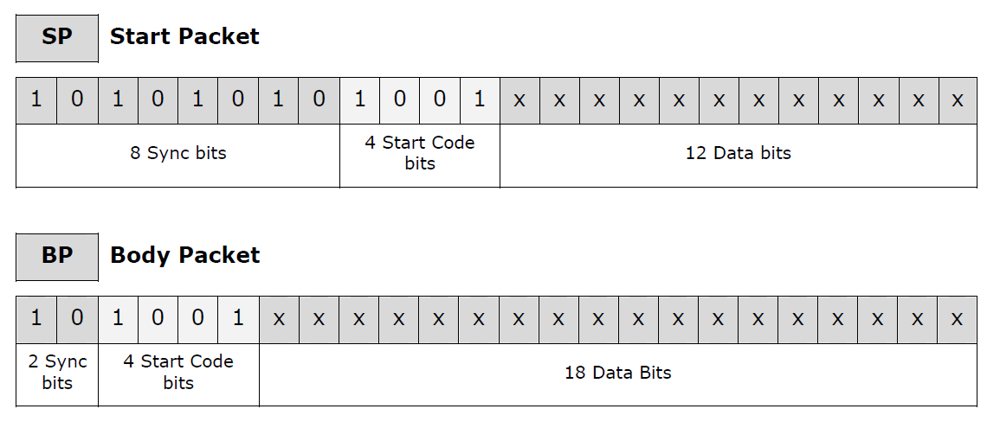 SP Start Packet
1 0 1 0 1 0 1 0 1 0 0 1 x x x x x x x x x x x x
8 Sync bits 4 Start Code bits 12 Data bits
BP Body Packet
1 0 1 0 0 1 x x x x x x x x x x x x x x x x x x
2 Sync bits 4 Start Code bits 18 Data Bits